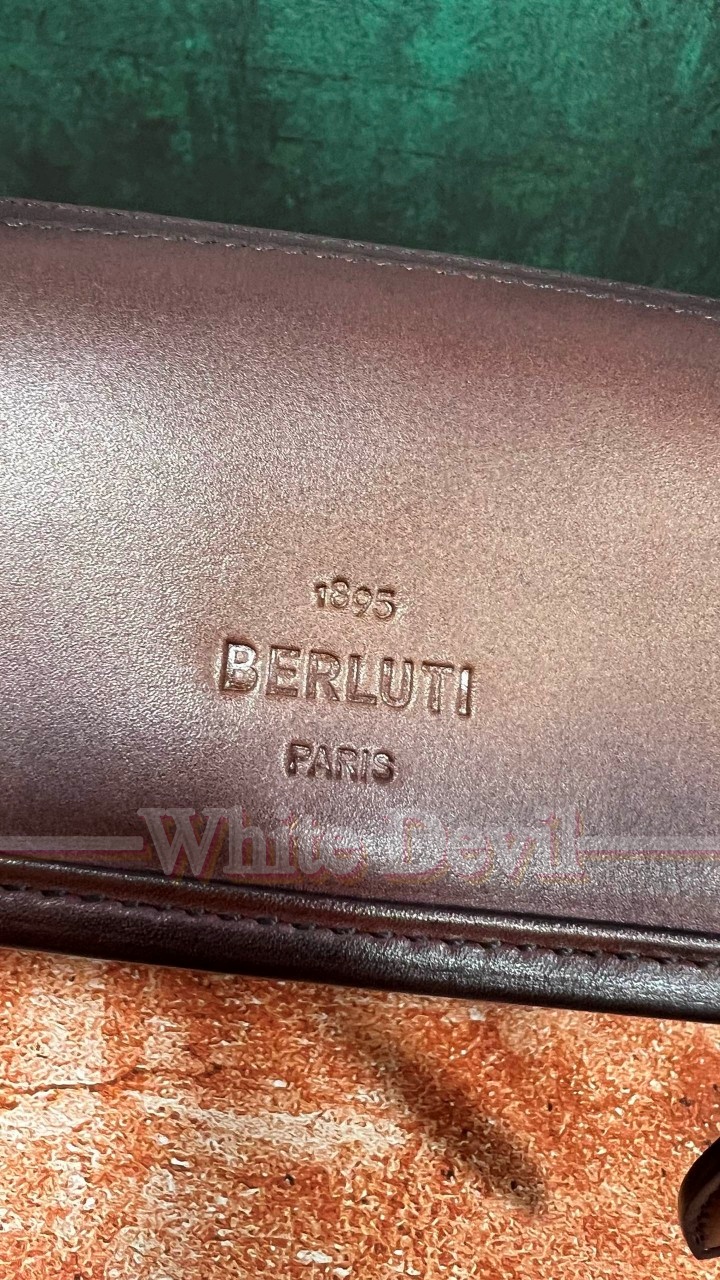 1895
BERLUTI
PARIS
White Devil